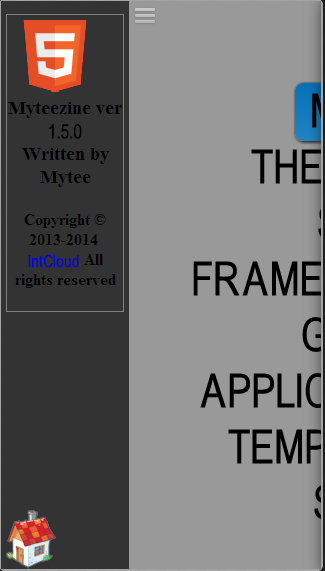 5
Myteezine ver
1.5.0
Written by
Mytee
Copyright ©
2013-2014
IntCloud All
rights reserved
M
THE
S
FRAME
G
APPLIC
TEMP
S